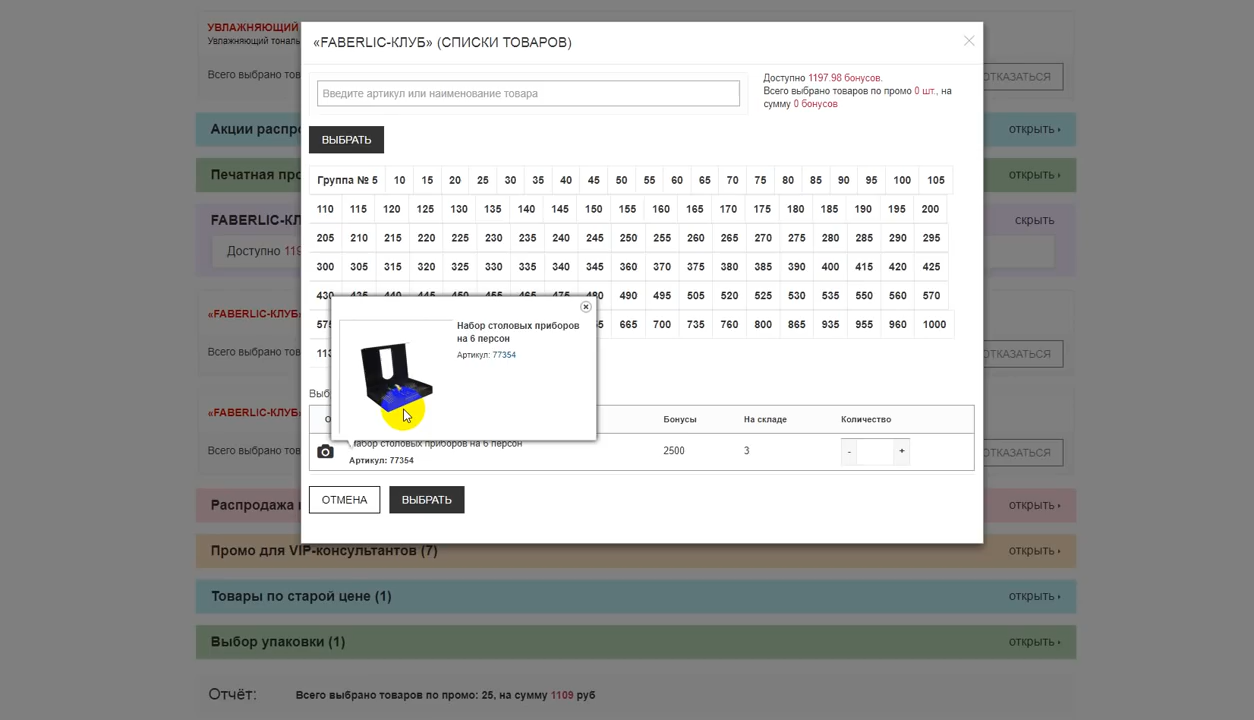 УВЛАЖНЯЮЩИЙ
Увлажняющий тональ
Всего выбрано тов
ОТКАЗАТЬСЯ
Акции распро
открыть
Печатная про
открыть
FABERLIC-КЛ
скрыть
Доступно 119
«FABERLIC-КЛУБ»
Всего выбрано тов
ОТКАЗАТЬСЯ
«FABERLIC-КЛУБ»
Всего выбрано тов
ОТКАЗАТЬСЯ
Распродажа
открыть
Промо для VIP-консультантов (7)
открыть
Товары по старой цене (1)
открыть
Выбор упаковки (1)
открыть
Отчёт:
Всего выбрано товаров по промо: 25, на сумму 1109 руб
«FABERLIC-КЛУБ» (СПИСКИ ТОВАРОВ)
Введите артикул или наименование товара
Доступно 1197.98 бонусов.
Всего выбрано товаров по промо 0 шт., на
сумму 0 бонусов
ВЫБРАТЬ
Группа № 5 10 15 20 25 30 35 40 45 50 55 60 65 70 75 80 85 90 95 100 105
110 115 120 125 130 135 140 145 150 155 160 165 170 175 180 185 190 195 200
205 210 215 220 225 230 235 240 245 250 255 260 265 270 275 280 285 290 295
300 305 315 320 325 330 335 340 345 360 370 375 380 385 390 400 415 420 425
490 495 505 520 525 530 535 550 560 570
665 700 735 760 800 865 935 955 960 1000
Набор столовых приборов
на 6 персон
Артикул: 77354
Бонусы
На складе
Количество
Набор столовых приборов на 6 персон
Артикул: 77354
2500
3
-
+
ОТМЕНА
ВЫБРАТЬ